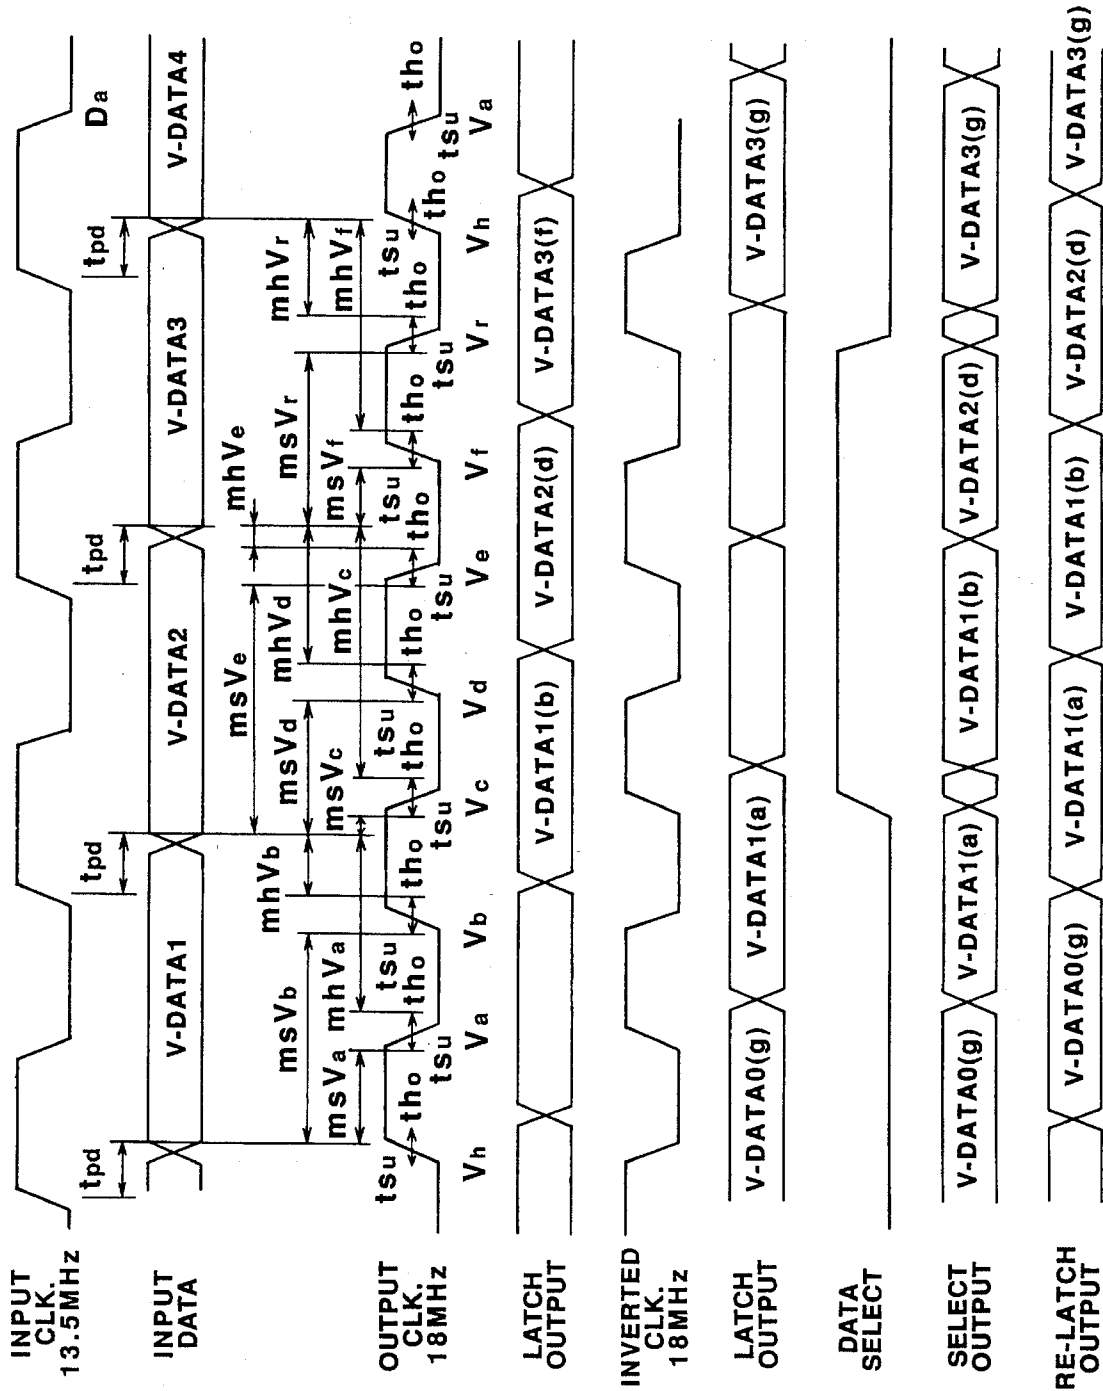 INPUT
CLK.
13.5MHz
Da
INPUT
DATA
tpd
V-DATA1
tpd
V-DATA2
tpd
V-DATA3
tpd
V-DATA4
msVe
mhVe
msVb
mhVb
msVd
mhVd
msVr
mhVr
msVa
mhVa
msVc
mhVc
msVf
mhVf
OUTPUT
CLK.
18MHz
tsu
tho
tsu
tho
tsu
tho
tsu
tho
tsu
tho
tsu
tho
tsu
tho
tsu
tho
tsu
tho
Vh
Va
Vb
Vc
Vd
Ve
Vf
Vr
Vh
Va
LATCH
OUTPUT
V-DATA1(b)
V-DATA2(d)
V-DATA3(f)
INVERTED
CLK.
18MHz
LATCH
OUTPUT
V-DATA0(g)
V-DATA1(a)
V-DATA3(g)
DATA
SELECT
SELECT
OUTPUT
V-DATA0(g)
V-DATA1(a)
V-DATA1(b)
V-DATA2(d)
V-DATA3(g)
RE-LATCH
OUTPUT
V-DATA0(g)
V-DATA1(a)
V-DATA1(b)
V-DATA2(d)
V-DATA3(g)